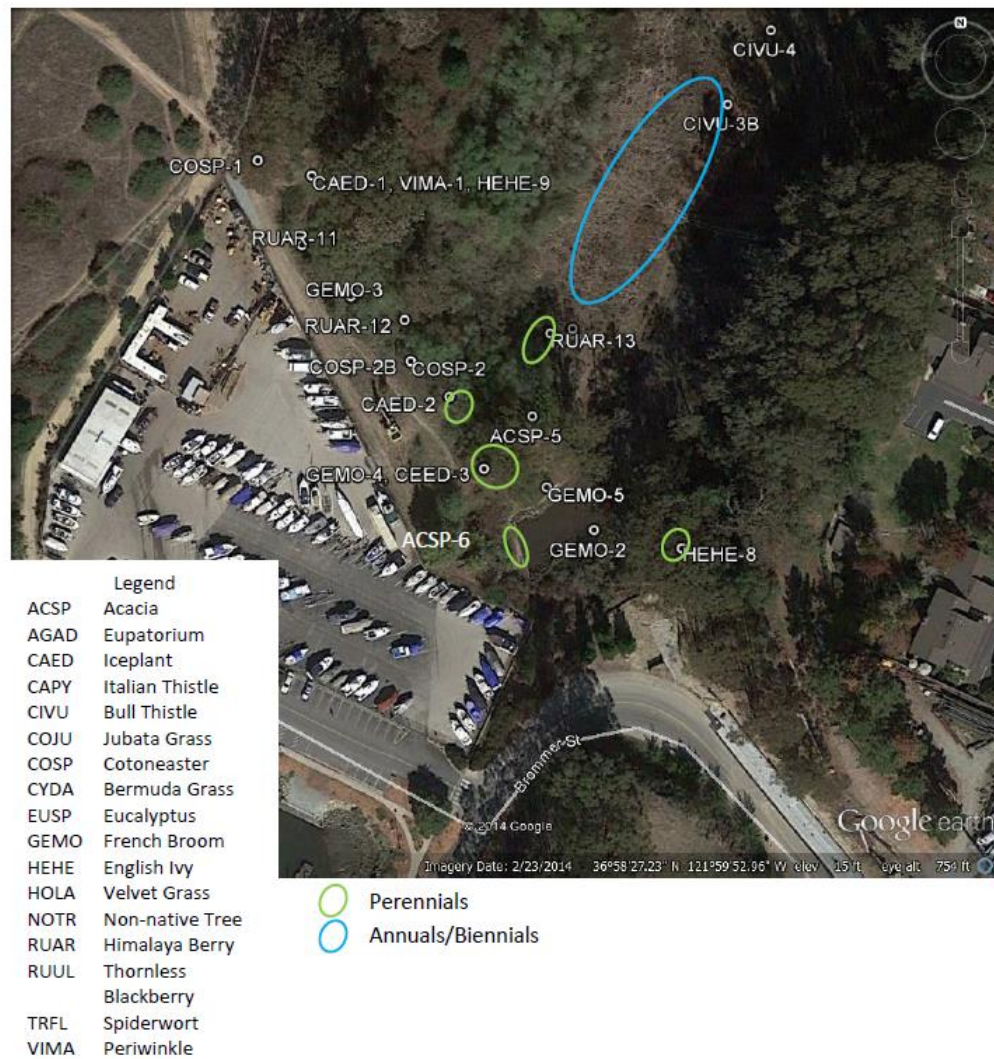 N
CIVU-4
CIVU-3B
COSP-1
CAED-1, VIMA-1, HEHE-9
RUAR-11
GEMO-3
RUAR-12
RUAR-13
COSP-2B
COSP-2
CAED-2
ACSP-5
GEMO-4, CEED-3
GEMO-5
ACSP-6
GEMO-2
HEHE-8
Brommer St
© 2014 Google
Google earth
Imagery Date: 2/23/2014 36°58'27.23" N 121°59'52.96" W elev 15 ft eye alt 754 ft
Legend
ACSP Acacia
AGAD Eupatorium
CAED Iceplant
CAPY Italian Thistle
CIVU Bull Thistle
COJU Jubata Grass
COSP Cotoneaster
CYDA Bermuda Grass
EUSP Eucalyptus
GEMO French Broom
HEHE English Ivy
HOLA Velvet Grass
NOTR Non-native Tree
RUAR Himalaya Berry
RUUL Thornless
Blackberry
TRFL Spiderwort
VIMA Periwinkle
Perennials
Annuals/Biennials